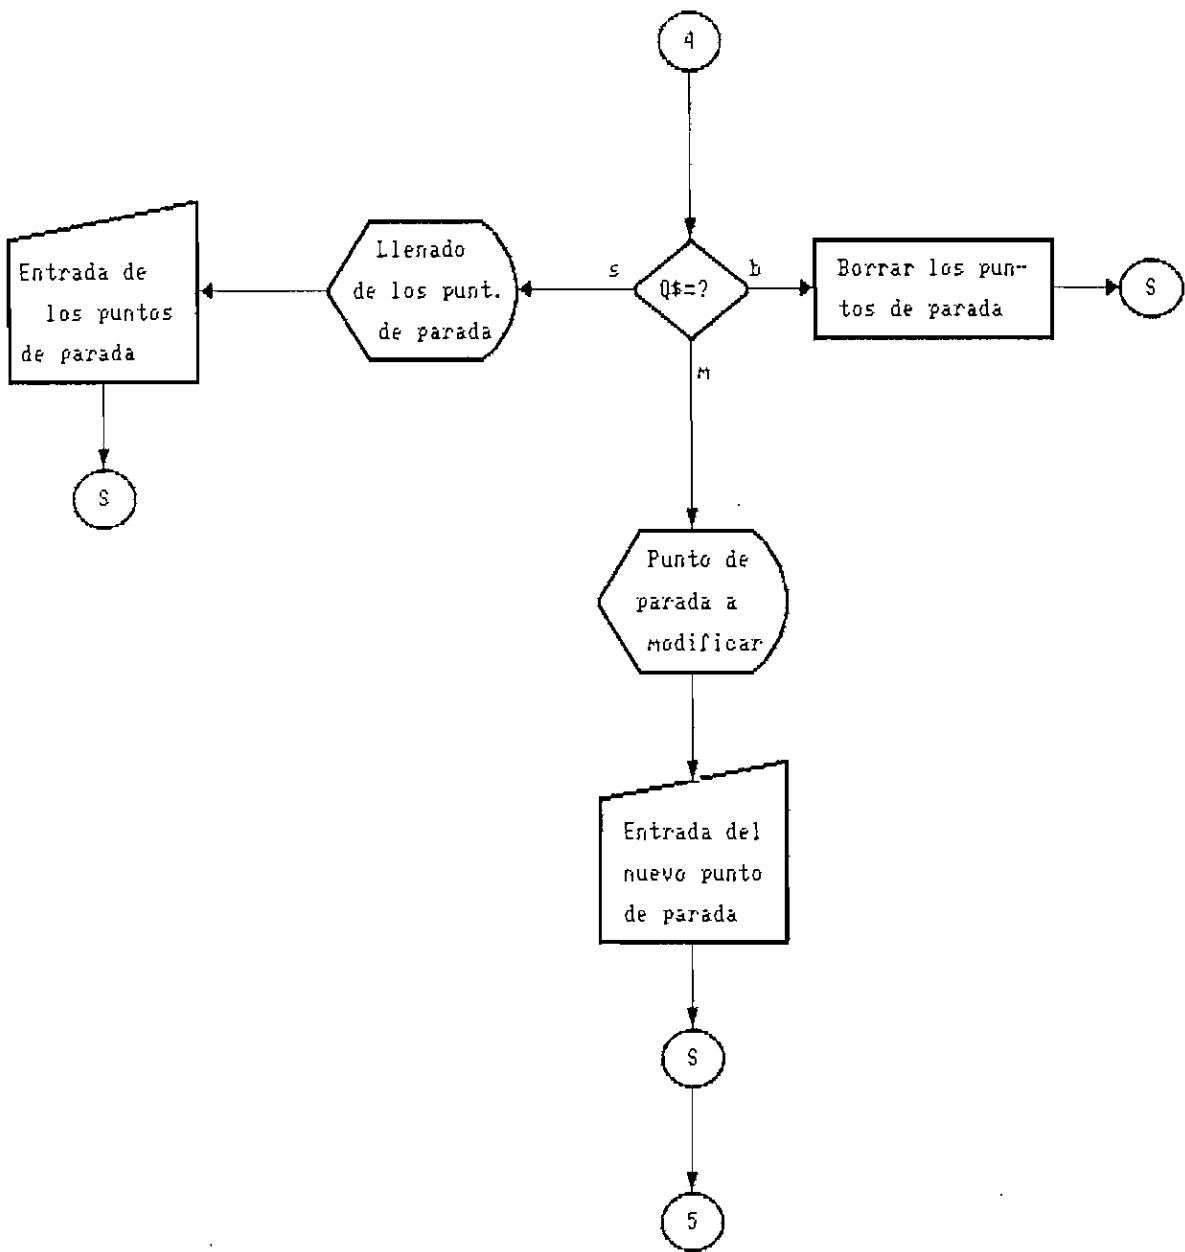 4
Entrada de
los puntos
de parada
S
Llenado
de los punt.
de parada
s
Q$=?
b
Borrar los pun-
tos de parada
S
m
Punto de
parada a
modificar
Entrada del
nuevo punto
de parada
S
5